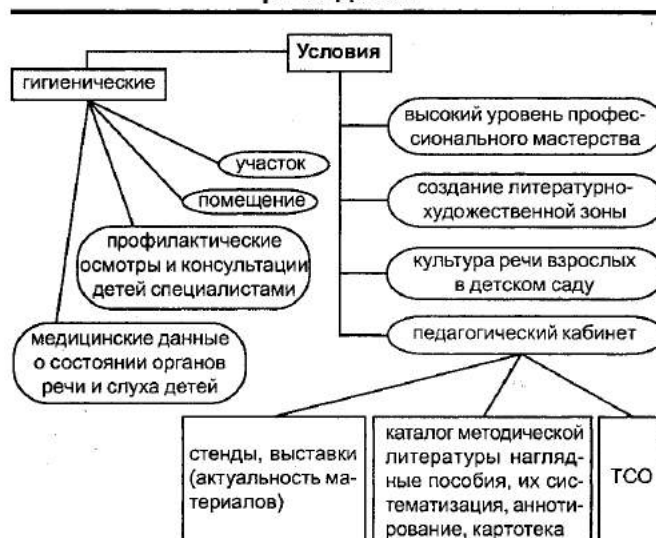 Условия
гигиенические
участок
помещение
профилактические
осмотры и консультации
детей специалистами
медицинские данные
о состоянии органов
речи и слуха детей
высокий уровень профес-
сионального мастерства
создание литературно-
художественной зоны
культура речи взрослых
в детском саду
педагогический кабинет
стенды, выставки
(актуальность ма-
териалов)
каталог методической
литературы нагляд-
ные пособия, их сис-
тематизация, анноти-
рование, картотека
ТСО